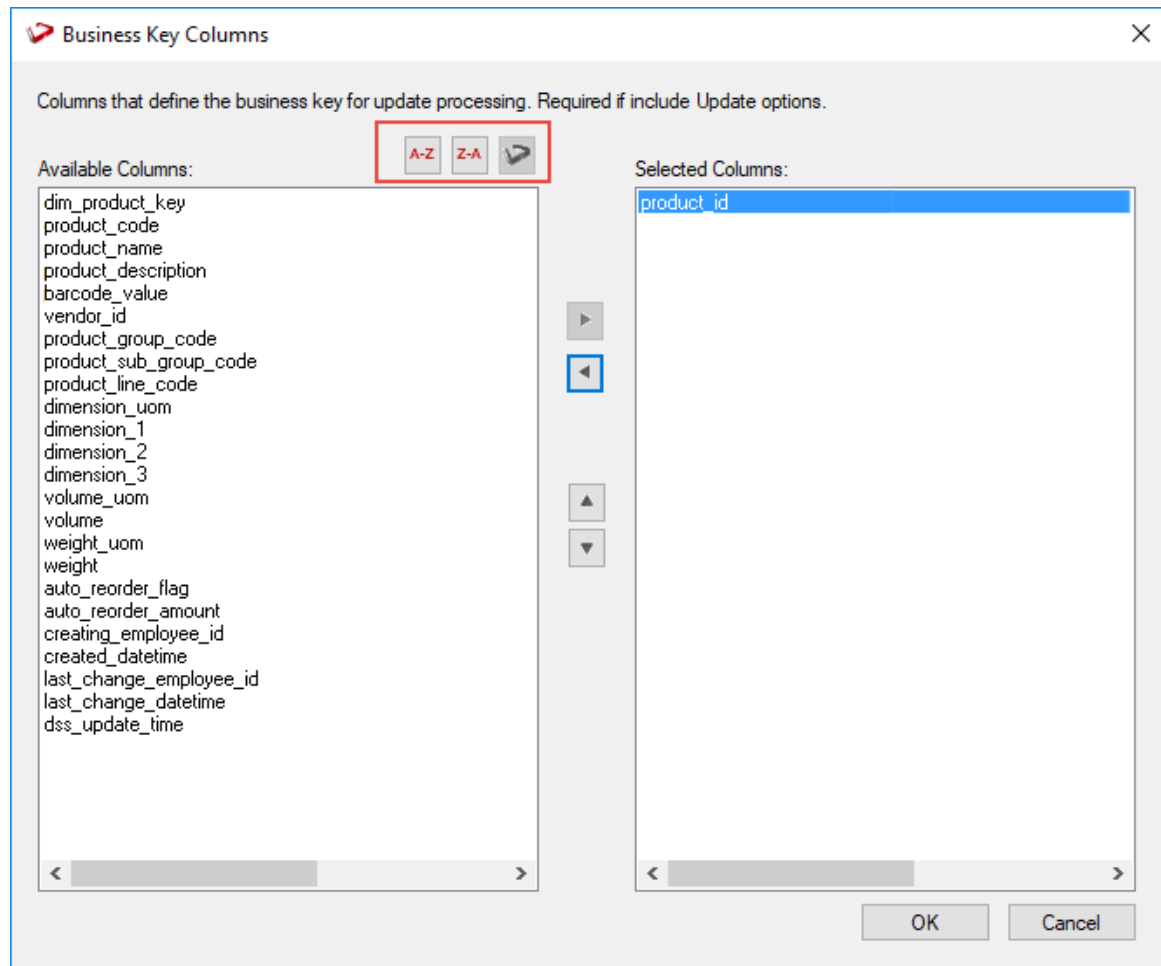 Business Key Columns
Columns that define the business key for update processing. Required if include Update options.
A-Z Z-A
Available Columns:
dim_product_key
product_code
product_name
product_description
barcode_value
vendor_id
product_group_code
product_sub_group_code
product_line_code
dimension_uom
dimension_1
dimension_2
dimension_3
volume_uom
volume
weight_uom
weight
auto_reorder_flag
auto_reorder_amount
creating_employee_id
created_datetime
last_change_employee_id
last_change_datetime
dss_update_time
Selected Columns:
product_id
OK
Cancel